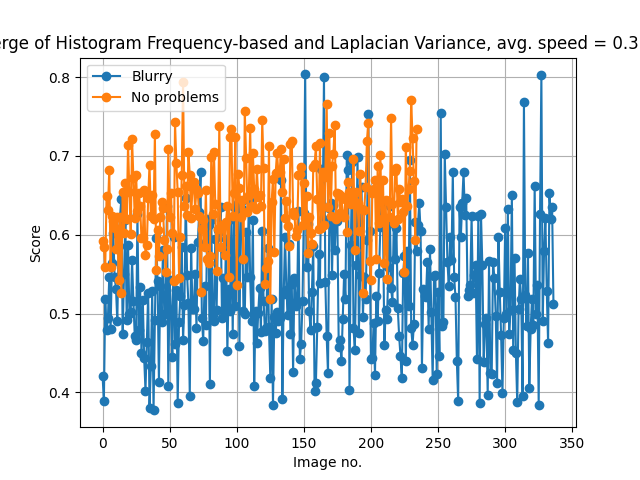 erge of Histogram Frequency-based and Laplacian Variance, avg. speed = 0.3
Blurry
No problems
Score
0.8
0.7
0.6
0.5
0.4
0
50
100
150
200
250
300
350
Image no.